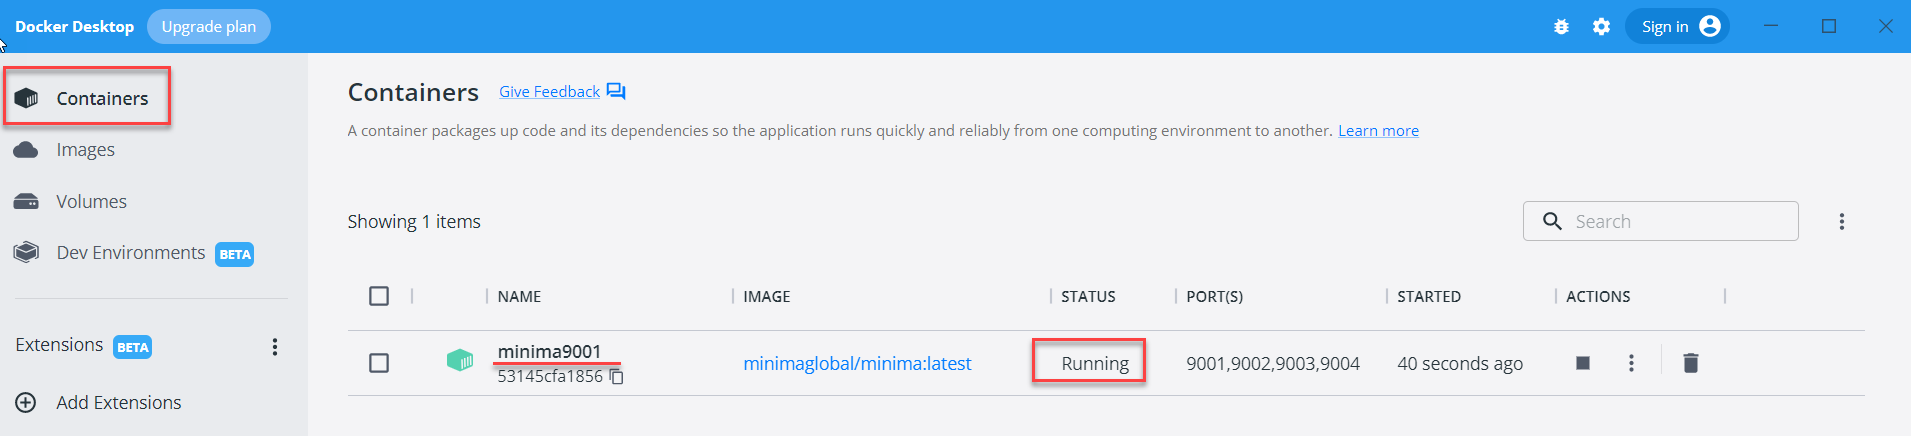 Docker Desktop Upgrade plan Sign in
Containers
Images
Volumes
Dev Environments BETA
Extensions BETA
Add Extensions
Containers Give Feedback
A container packages up code and its dependencies so the application runs quickly and reliably from one computing environment to another. Learn more
Showing 1 items Search
NAME IMAGE STATUS PORT(S) STARTED ACTIONS
minima9001 minimaglobal/minima:latest Running 9001,9002,9003,9004 40 seconds ago
53145cfa1856